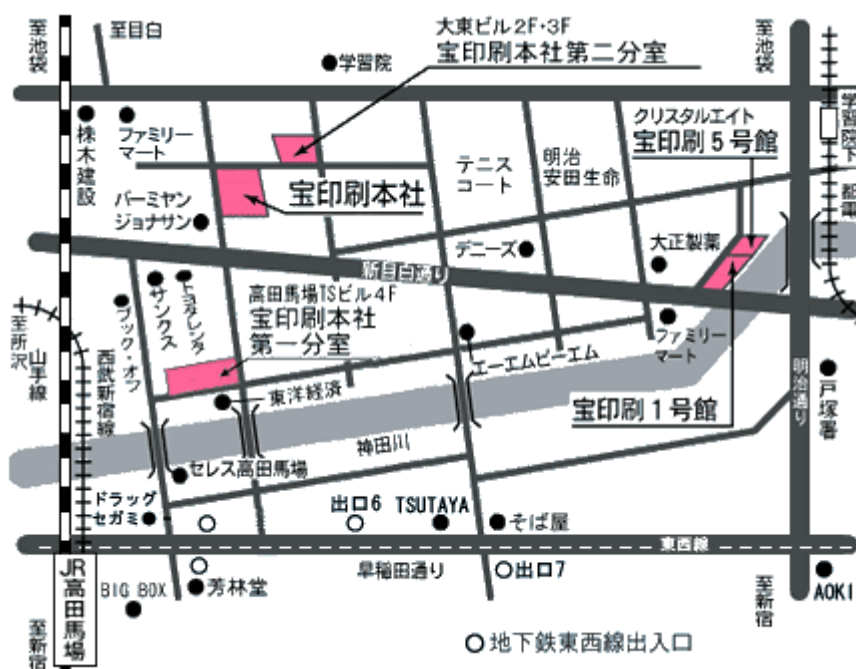 至池袋
至目白
学習院
大東ビル2F・3F
宝印刷本社第二分室
至池袋
株木建設
ファミリー
マート
クリスタルエイト
宝印刷5号館
学習院下
都電
テニス
コート
明治
安田生命
宝印刷本社
バーミヤン
ジョナサン
デニーズ
大正製薬
新目白通り
ブック・オフ
サンクス
トヨタレンタ
高田馬場TSビル4F
宝印刷本社
第一分室
ファミリー
マート
エーエムピーエム
至所沢
山手線
西武新宿線
東洋経済
宝印刷1号館
明治通り
戸塚署
神田川
セレス高田馬場
ドラッグ
セガミ
出口6
TSUTAYA
そば屋
東西線
JR高田馬場
BIG BOX
芳林堂
早稲田通り
出口7
至新宿
AOKI
至新宿
地下鉄東西線出入口